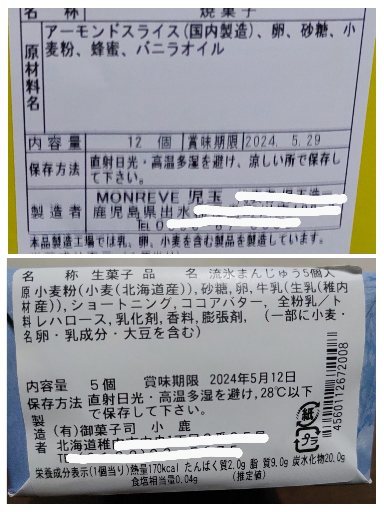 名 称 焼菓子
原材料名
アーモンドスライス(国内製造)、卵、砂糖、小
麦粉、蜂蜜、バニラオイル
内容量 12 個 賞味期限 2024. 5.29
保存方法 直射日光・高温多湿を避け、涼しい所で保存し
て下さい。
製造者 MONREVE 児玉
鹿児島県出水
TEL0
本品製造工場では乳、卵、小麦を含む製品を製造しています。
名 称 生菓子 品 名 流氷まんじゅう5個入
原材料名
小麦粉(小麦(北海道産)),砂糖,卵,牛乳(生乳(稚内
産)),ショートニング,ココアバター, 全粉乳/ト
レハロース,乳化剤,香料,膨張剤, (一部に小麦・
卵・乳成分・大豆を含む)
内容量 5個 賞味期限 2024年5月12日
保存方法 直射日光・高温多湿を避け,28℃以下
で保存して下さい。
製造者 (有)御菓子司 小 鹿
北海道稚内市中央
TEL
栄養成分表示(1個当り)熱量170kcal たんぱく質2.0g 脂 質9.0g 炭水化物20.0g
食塩相当量0.04g (推定値)
紙
プラ
4560112672008